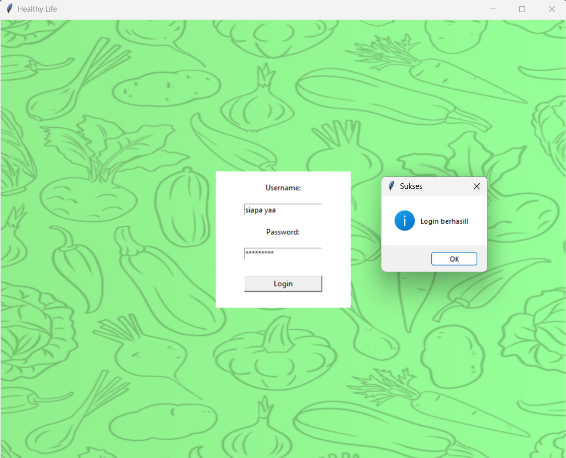 Healthy Life
Username:
siapa yaa
Password:
*********
Login
Sukses
Login berhasil!
OK